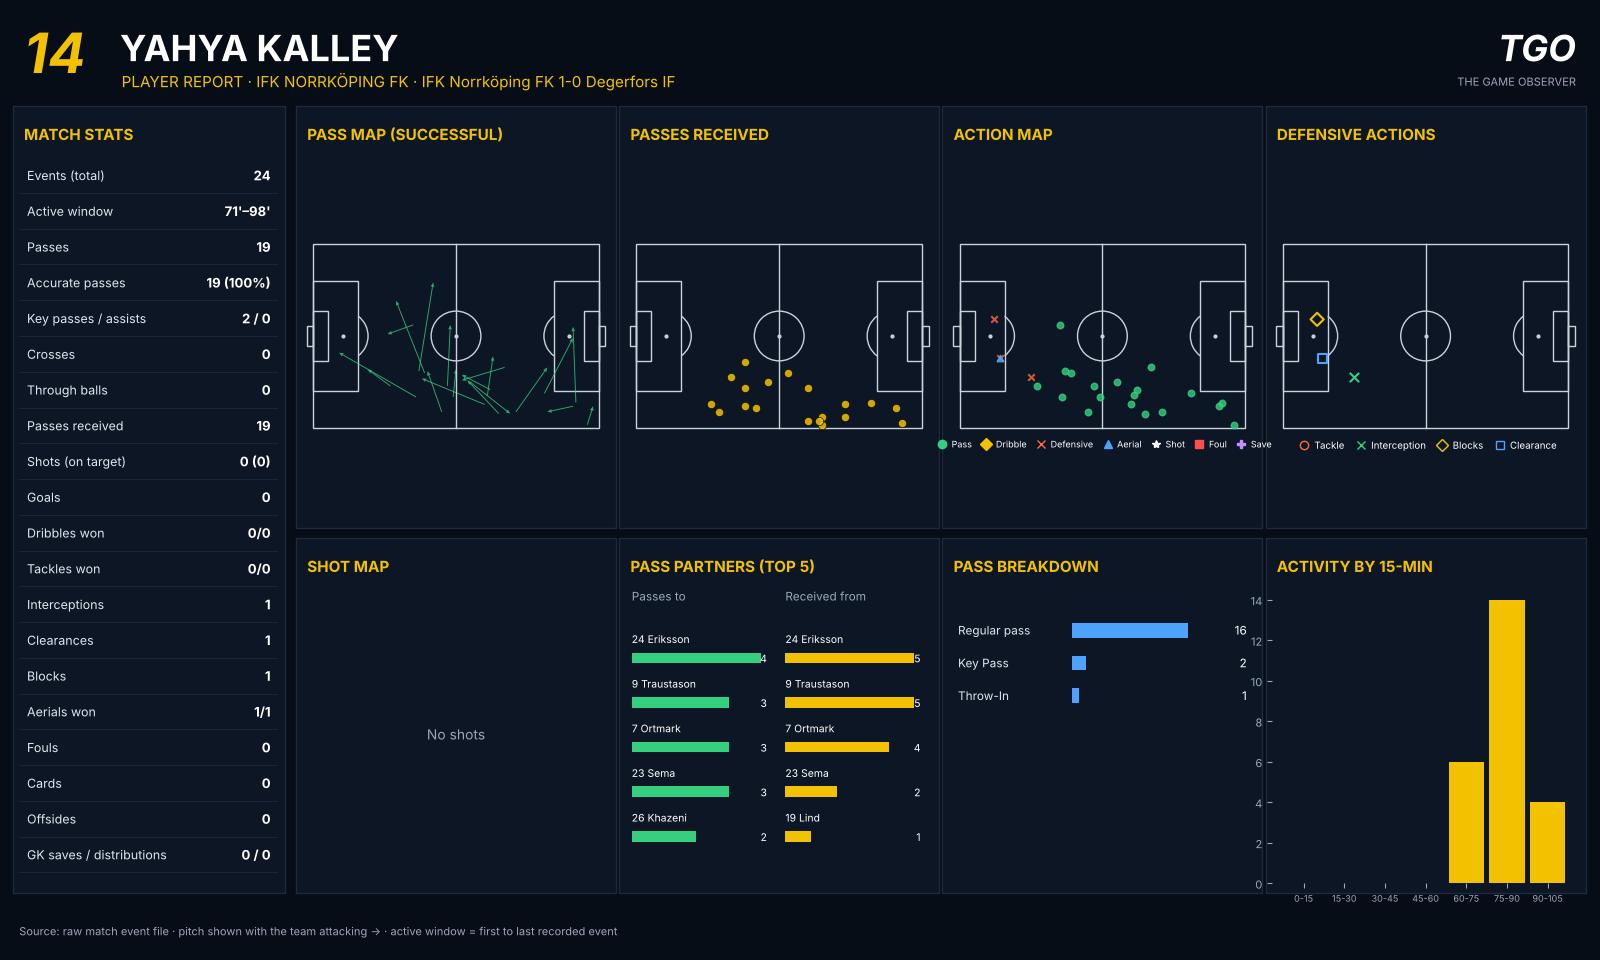 14
YAHYA KALLEY
PLAYER REPORT · IFK NORRKÖPING FK · IFK Norrköping FK 1-0 Degerfors IF
TGO
THE GAME OBSERVER
MATCH STATS
Events (total) 24
Active window 71'–98'
Passes 19
Accurate passes 19 (100%)
Key passes / assists 2 / 0
Crosses 0
Through balls 0
Passes received 19
Shots (on target) 0 (0)
Goals 0
Dribbles won 0/0
Tackles won 0/0
Interceptions 1
Clearances 1
Blocks 1
Aerials won 1/1
Fouls 0
Cards 0
Offsides 0
GK saves / distributions 0 / 0
PASS MAP (SUCCESSFUL)
PASSES RECEIVED
ACTION MAP
Pass Dribble Defensive Aerial Shot Foul Save
DEFENSIVE ACTIONS
Tackle Interception Blocks Clearance
SHOT MAP
No shots
PASS PARTNERS (TOP 5)
Passes to Received from
24 Eriksson 4 24 Eriksson 5
9 Traustason 3 9 Traustason 5
7 Ortmark 3 7 Ortmark 4
23 Sema 3 23 Sema 2
26 Khazeni 2 19 Lind 1
PASS BREAKDOWN
Regular pass 16
Key Pass 2
Throw-In 1
ACTIVITY BY 15-MIN
14
12
10
8
6
4
2
0
0-15 15-30 30-45 45-60 60-75 75-90 90-105
Source: raw match event file · pitch shown with the team attacking → · active window = first to last recorded event